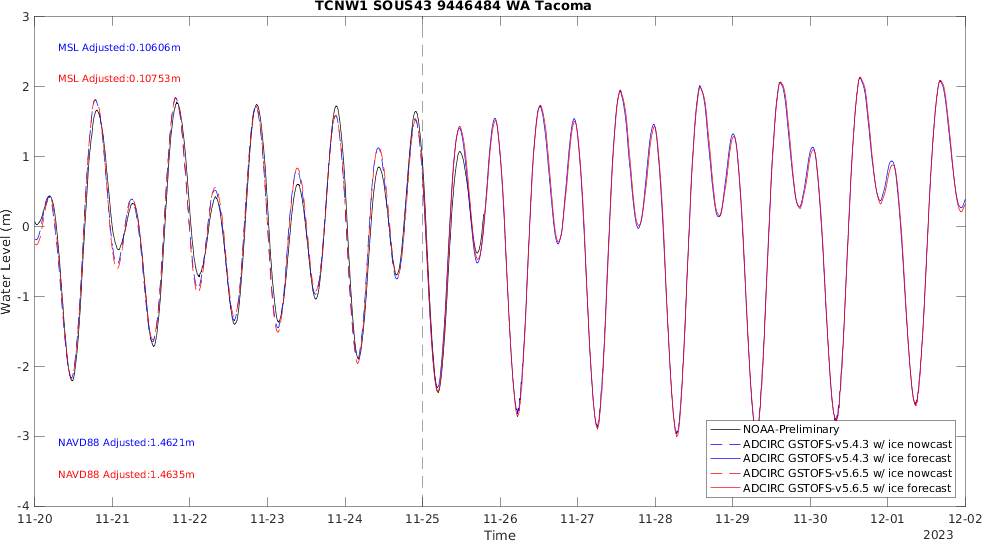 TCNW1 SOUS43 9446484 WA Tacoma
3
2
1
0
-1
-2
-3
-4
Water Level (m)
MSL Adjusted:0.10606m
MSL Adjusted:0.10753m
NAVD88 Adjusted:1.4621m
NAVD88 Adjusted:1.4635m
NOAA-Preliminary
ADCIRC GSTOFS-v5.4.3 w/ ice nowcast
ADCIRC GSTOFS-v5.4.3 w/ ice forecast
ADCIRC GSTOFS-v5.6.5 w/ ice nowcast
ADCIRC GSTOFS-v5.6.5 w/ ice forecast
11-20 11-21 11-22 11-23 11-24 11-25 11-26 11-27 11-28 11-29 11-30 12-01 12-02
Time
2023